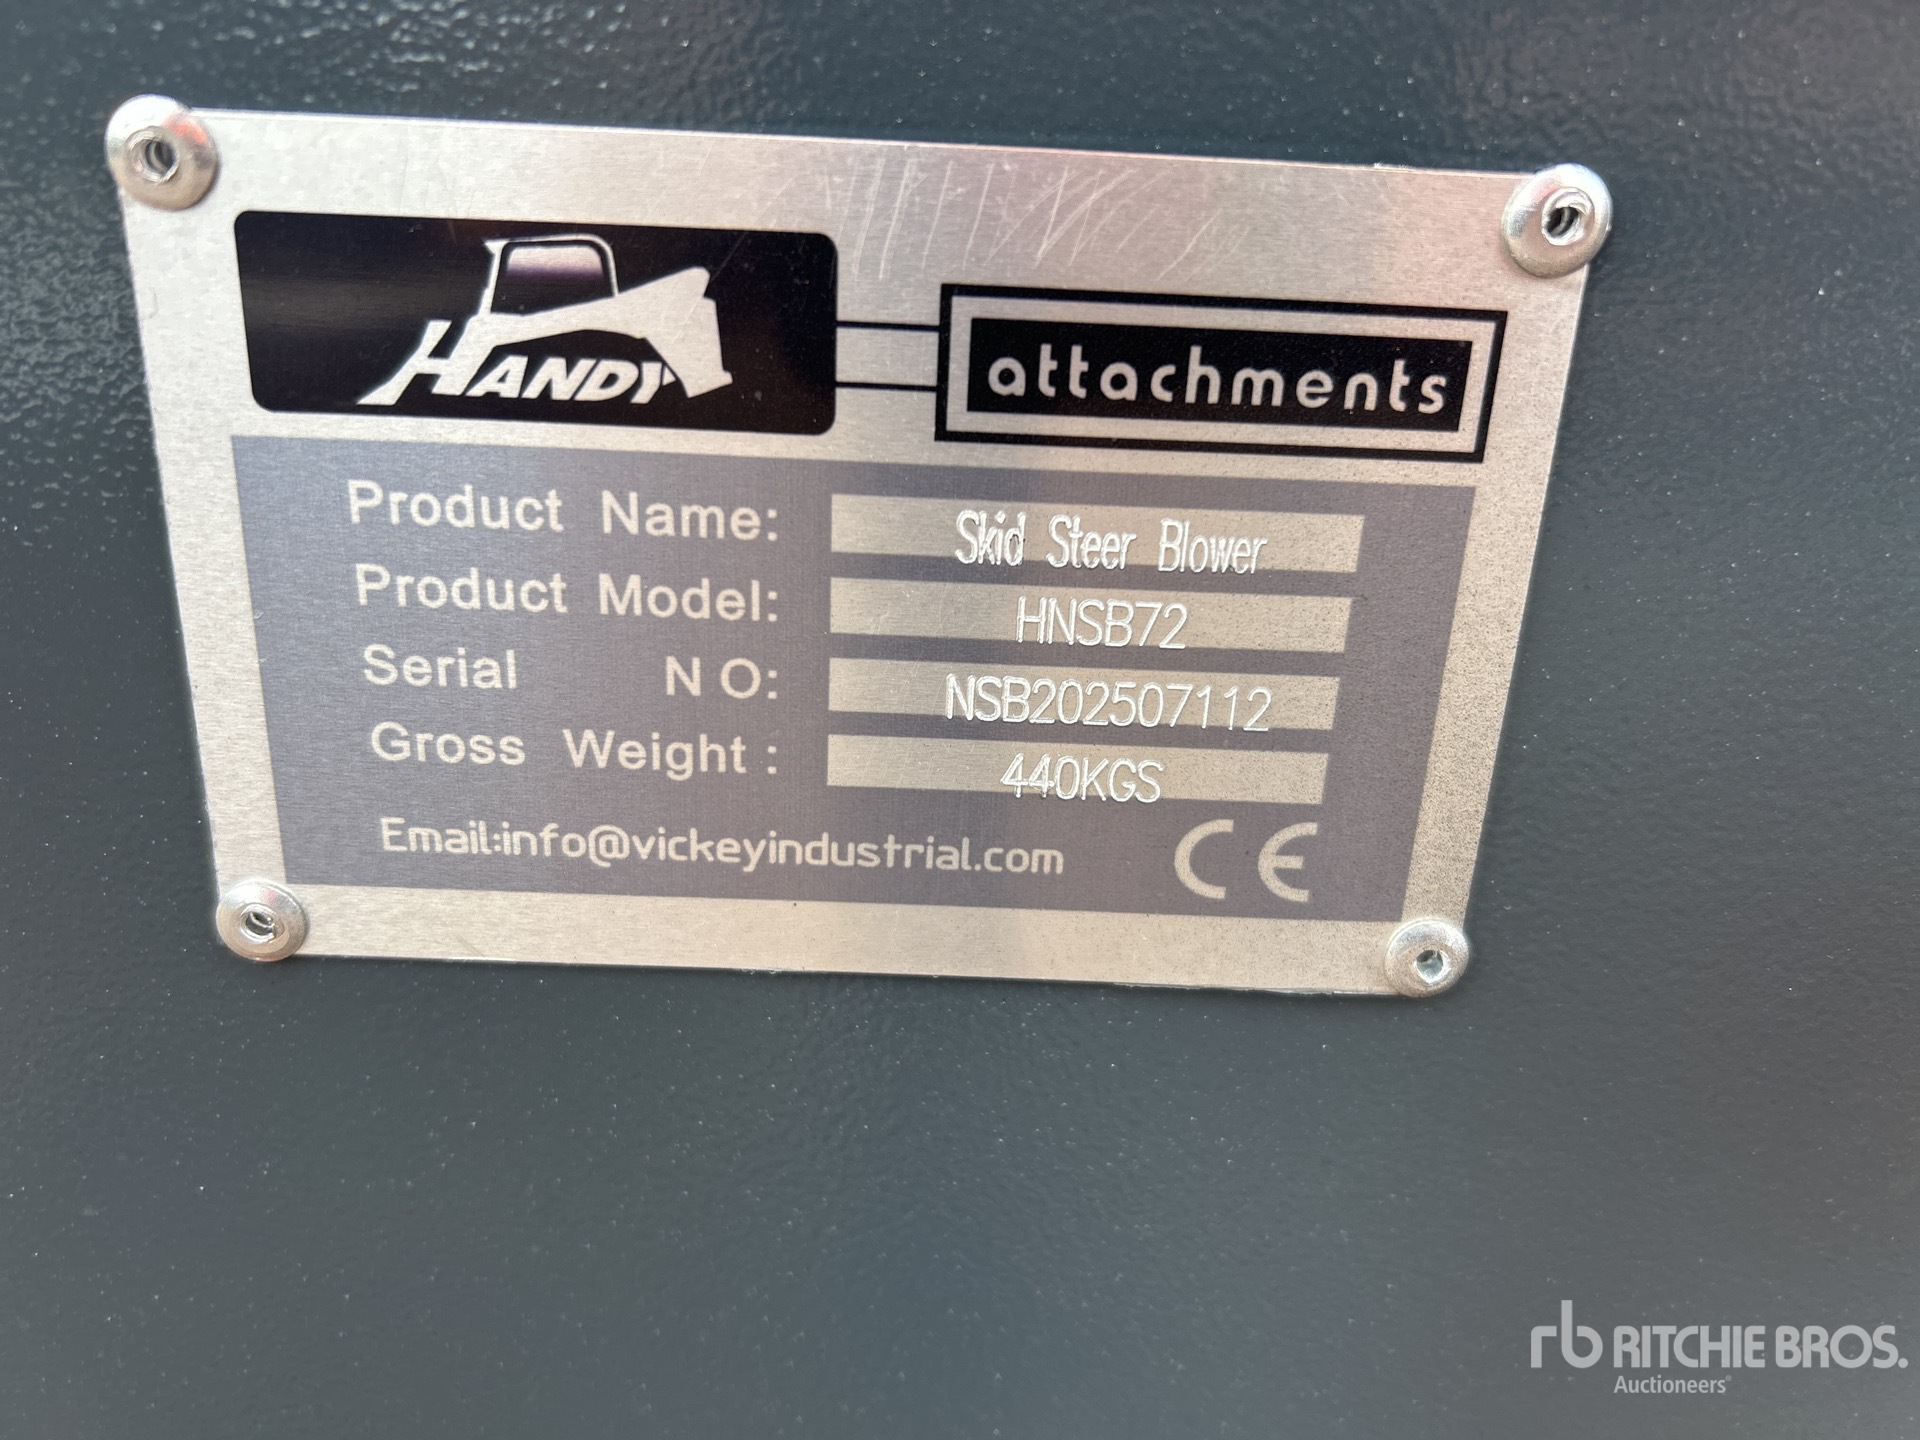 HANDY
attachments
Product Name: Skid Steer Blower
Product Model: HNSB72
Serial NO: NSB202507112
Gross Weight: 440KGS
Email:info@vickeyindustrial.com CE
rb RITCHIE BROS.
Auctioneers